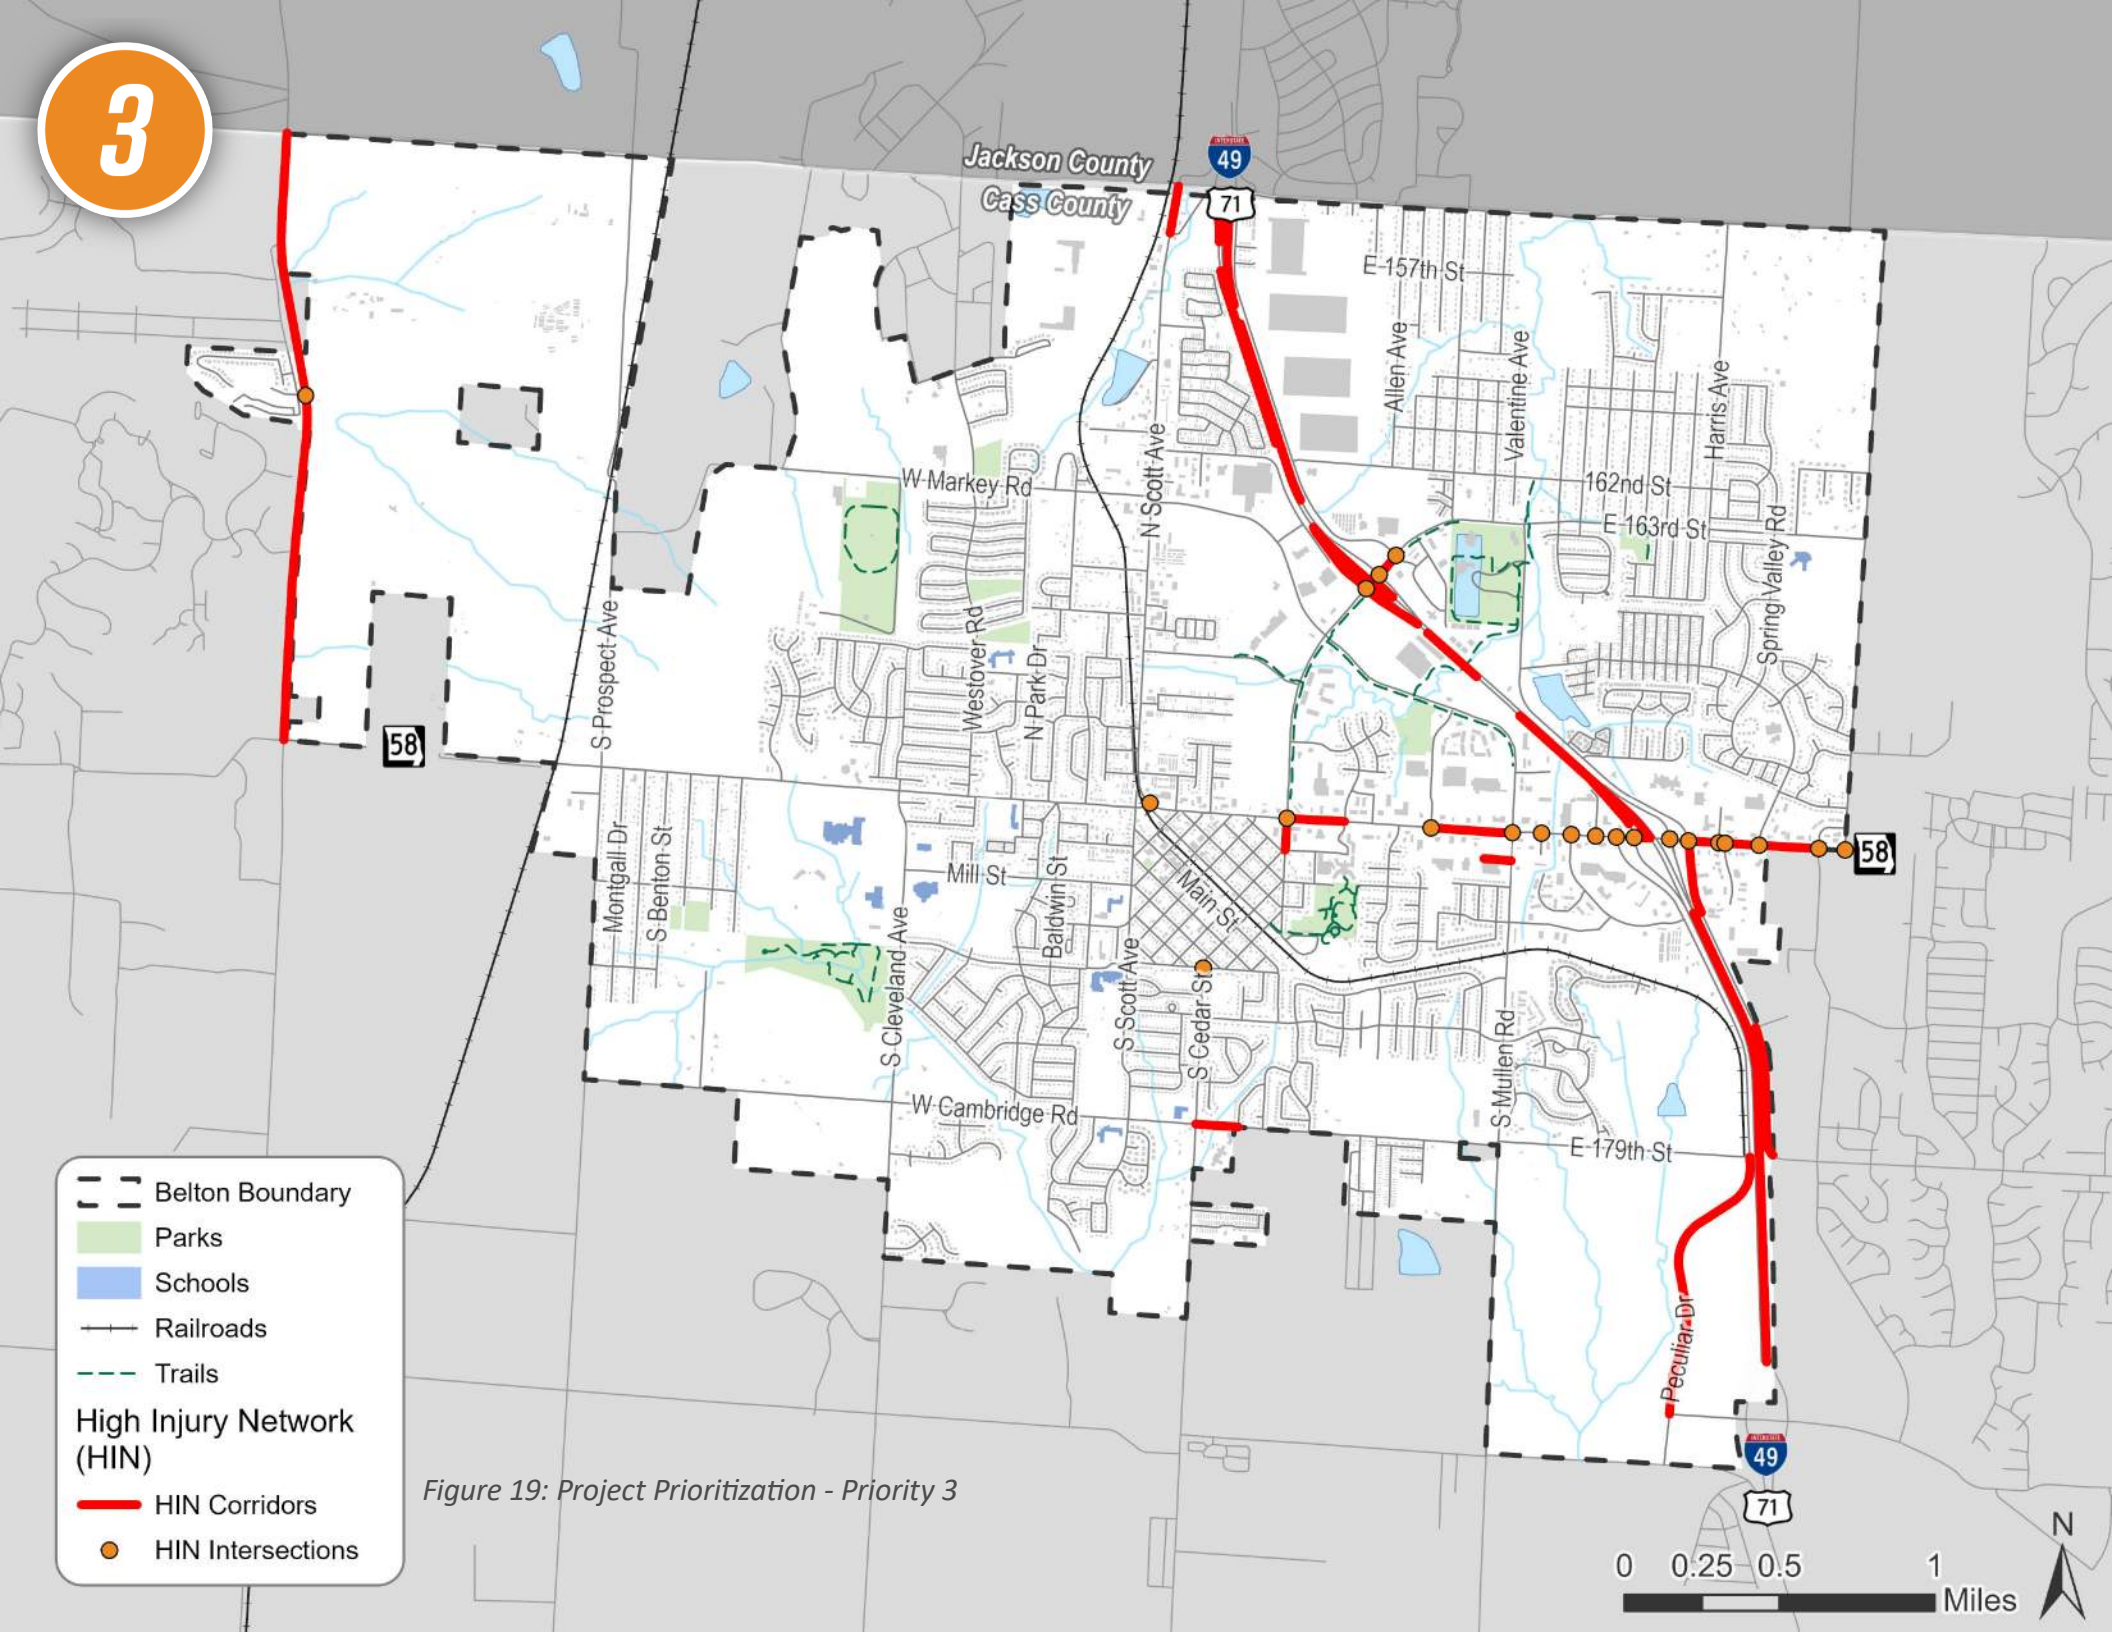 3
Jackson County
Cass County
INTERSTATE
49
71
E 157th St
Allen Ave
Valentine Ave
Harris Ave
N Scott Ave
W Markey Rd
162nd St
E 163rd St
Spring Valley Rd
S Prospect Ave
Westover Rd
N Park Dr
58
58
Montgall Dr
S Benton St
Mill St
Baldwin St
Main St
S Cleveland Ave
S Scott Ave
S Cedar St
S Mullen Rd
W Cambridge Rd
E 179th St
Peculiar Dr
INTERSTATE
49
71
Belton Boundary
Parks
Schools
Railroads
Trails
High Injury Network
(HIN)
HIN Corridors
HIN Intersections
Figure 19: Project Prioritization - Priority 3
N
0 0.25 0.5 1
Miles